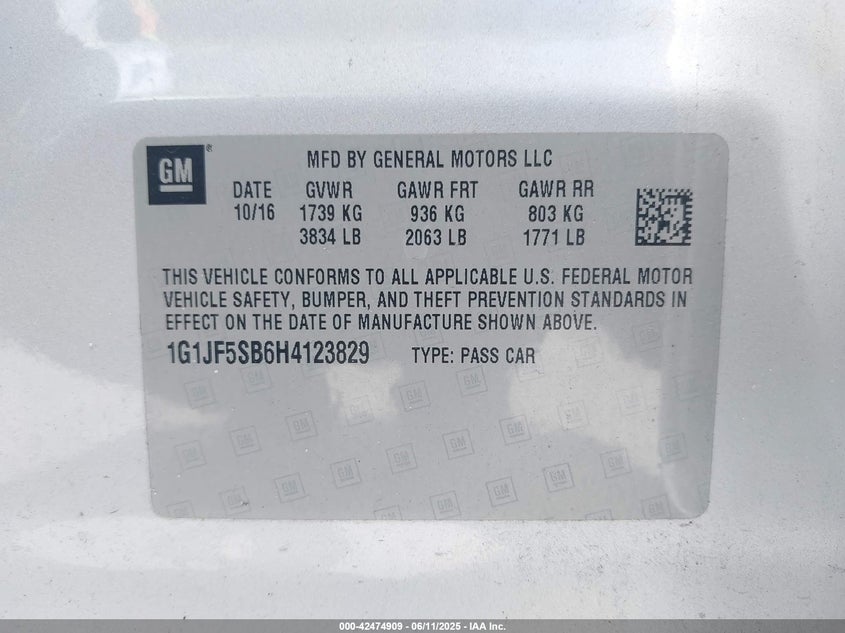 GM
MFD BY GENERAL MOTORS LLC
DATE GVWR GAWR FRT GAWR RR
10/16 1739 KG 936 KG 803 KG
3834 LB 2063 LB 1771 LB
THIS VEHICLE CONFORMS TO ALL APPLICABLE U.S. FEDERAL MOTOR
VEHICLE SAFETY, BUMPER, AND THEFT PREVENTION STANDARDS IN
EFFECT ON THE DATE OF MANUFACTURE SHOWN ABOVE.
1G1JF5SB6H4123829 TYPE: PASS CAR
000-42474909 - 06/11/2025 - IAA Inc.